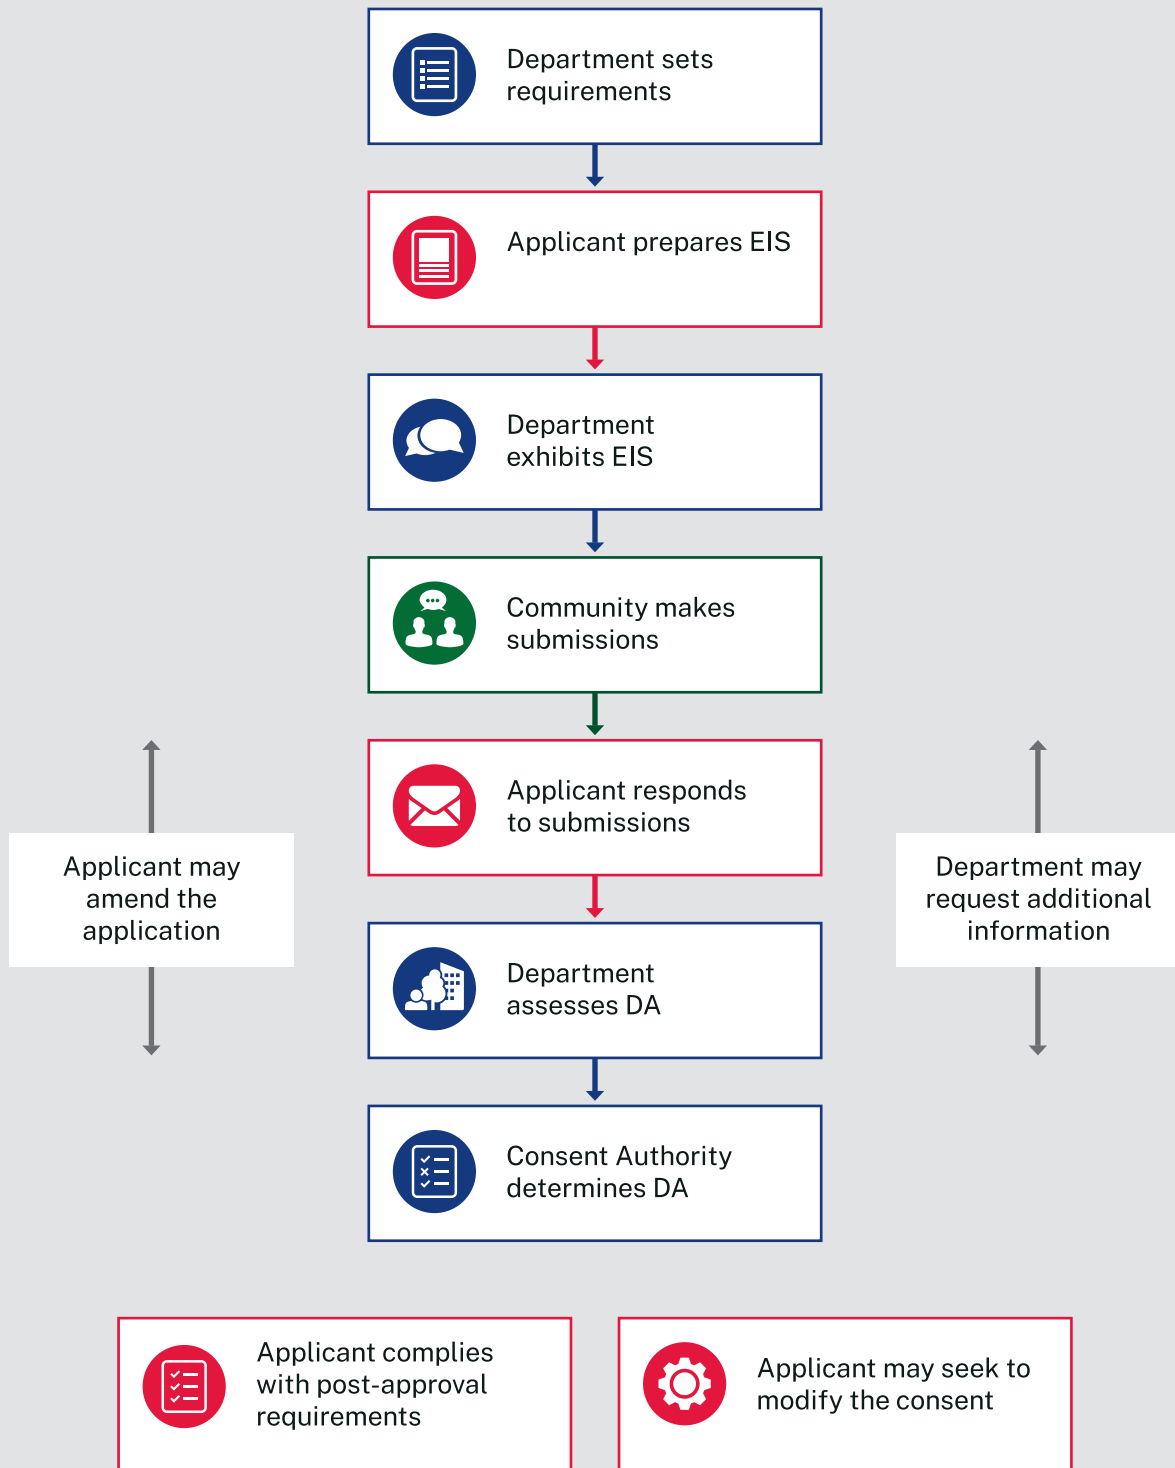 Department sets
requirements
Applicant prepares EIS
Department
exhibits EIS
Community makes
submissions
Applicant responds
to submissions
Applicant may
amend the
application
Department may
request additional
information
Department
assesses DA
Consent Authority
determines DA
Applicant complies
with post-approval
requirements
Applicant may seek to
modify the consent